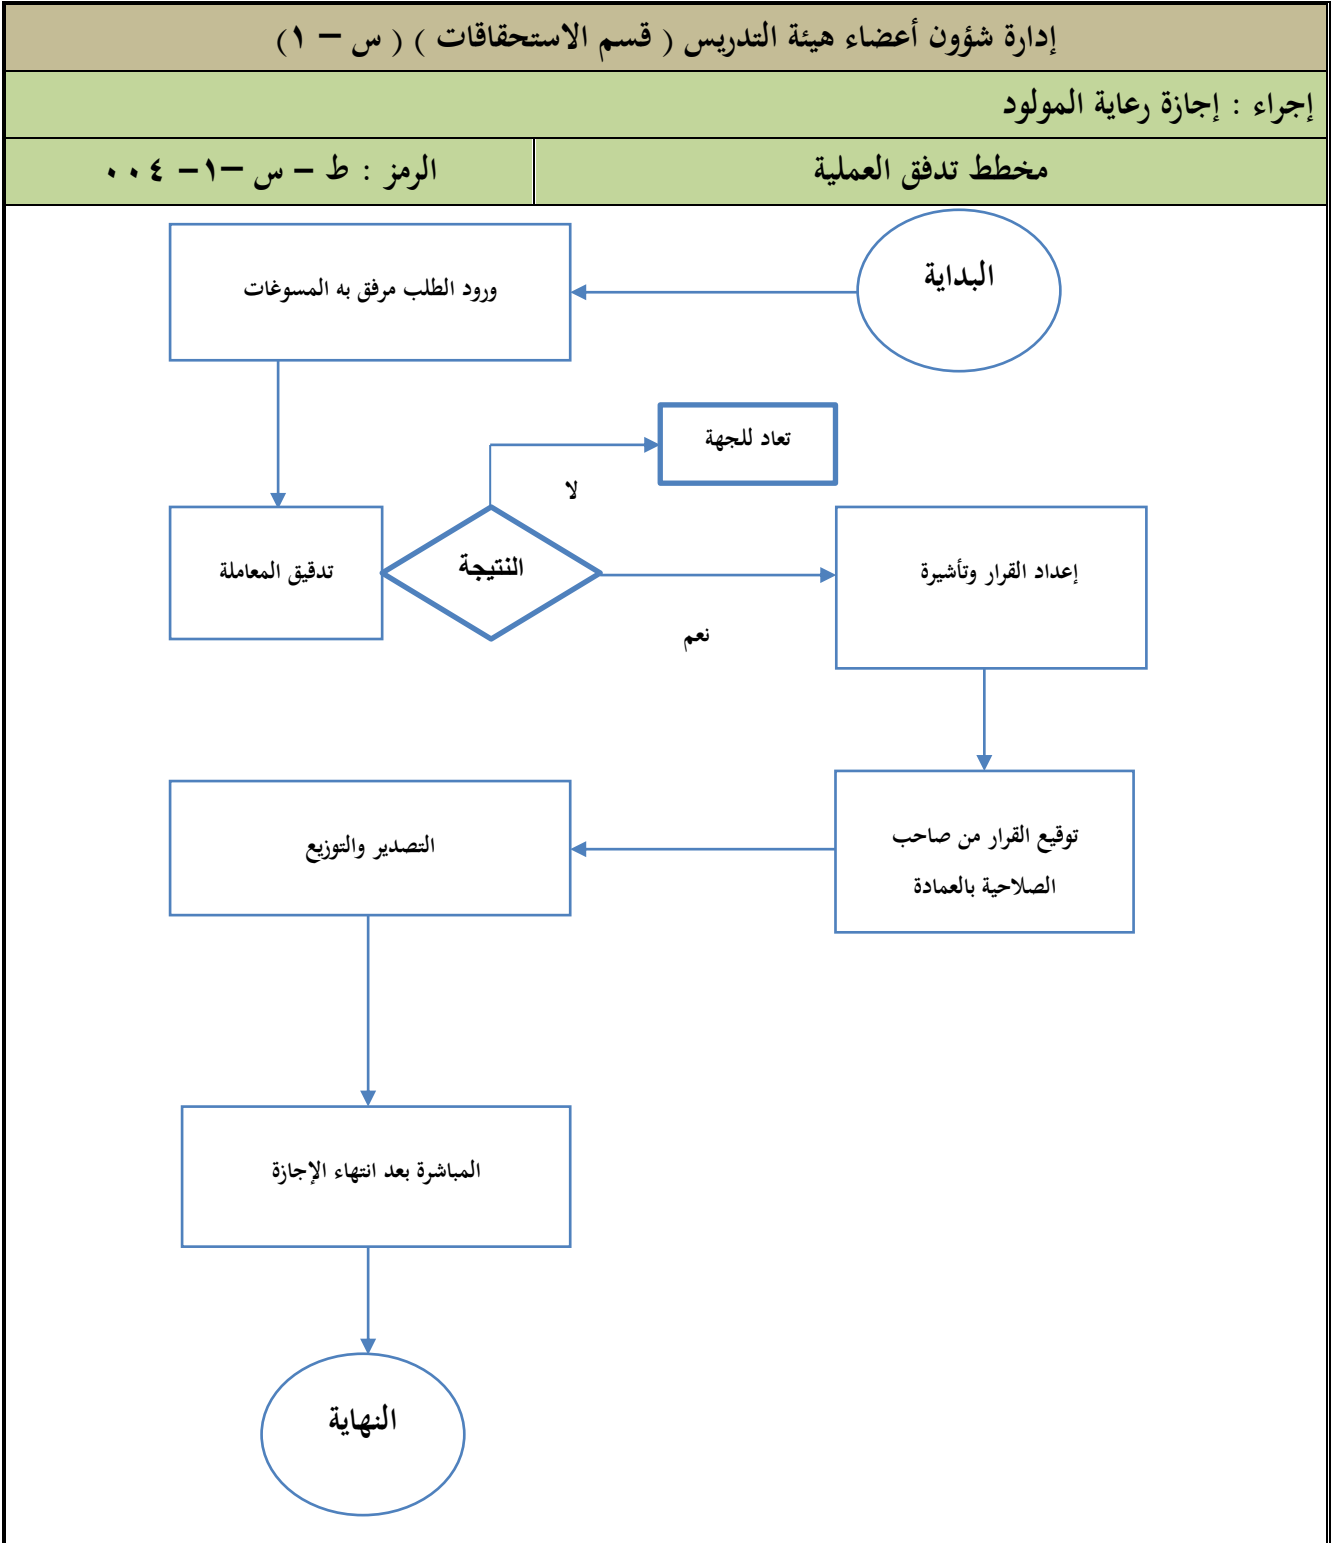 إدارة شؤون أعضاء هيئة التدريس ( قسم الاستحقاقات ) ( س – ١)
إجراء : إجازة رعاية المولود
مخطط تدفق العملية
الرمز : ط – س –١– ٠٠٤
البداية
ورود الطلب مرفق به المسوغات
تعاد للجهة
لا
تدقيق المعاملة
النتيجة
إعداد القرار وتأشيرة
نعم
توقيع القرار من صاحب
الصلاحية بالعمادة
التصدير والتوزيع
المباشرة بعد انتهاء الإجازة
النهاية